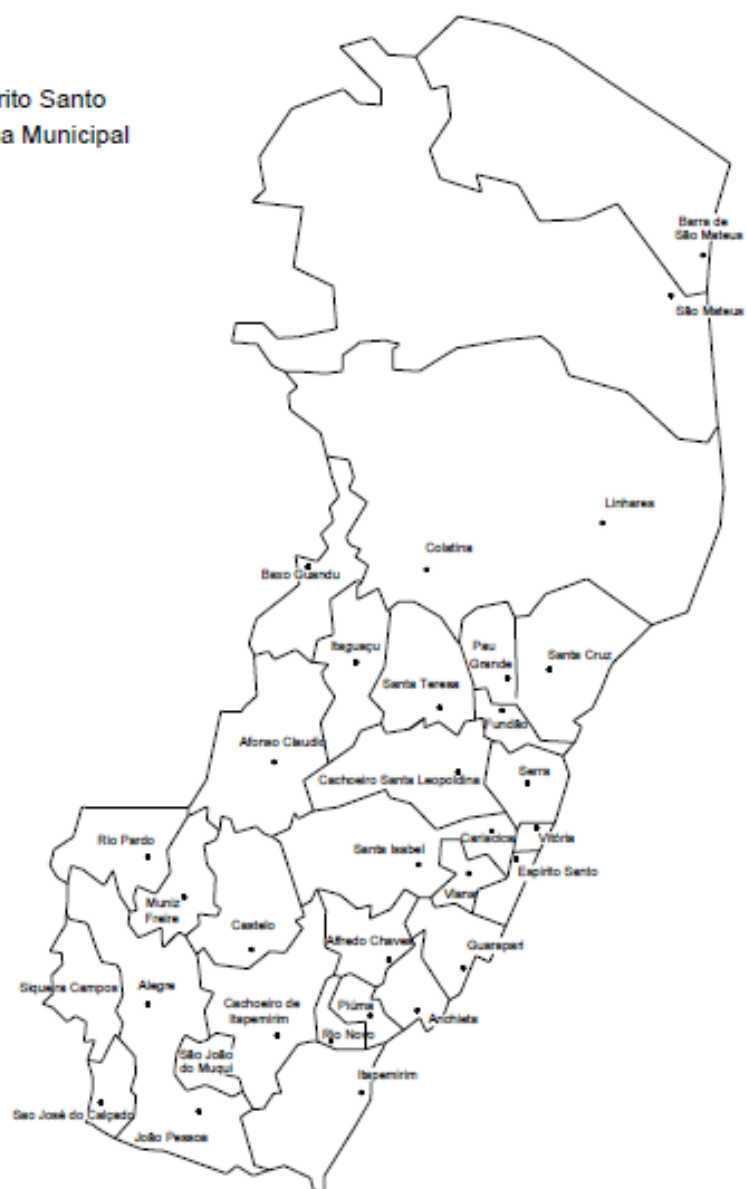 rito Santo
a Municipal
Barra de
São Mateus
São Mateus
Linhares
Colatina
Baxo Guandu
Itaguaçu
Pau
Grande
Santa Cruz
Santa Teresa
Fundão
Afonso Claudio
Cachoeiro Santa Leopoldina
Serra
Rio Pardo
Santa Isabel
Cariacica
Vitória
Espirito Santo
Viana
Muniz
Freire
Castelo
Alfredo Chaves
Guarapari
Siqueira Campos
Alegre
Cachoeiro de
Itapemirim
Piúma
Anchieta
Rio Novo
São João
do Muqui
Itapemirim
Sao José do Calçado
João Pessoa